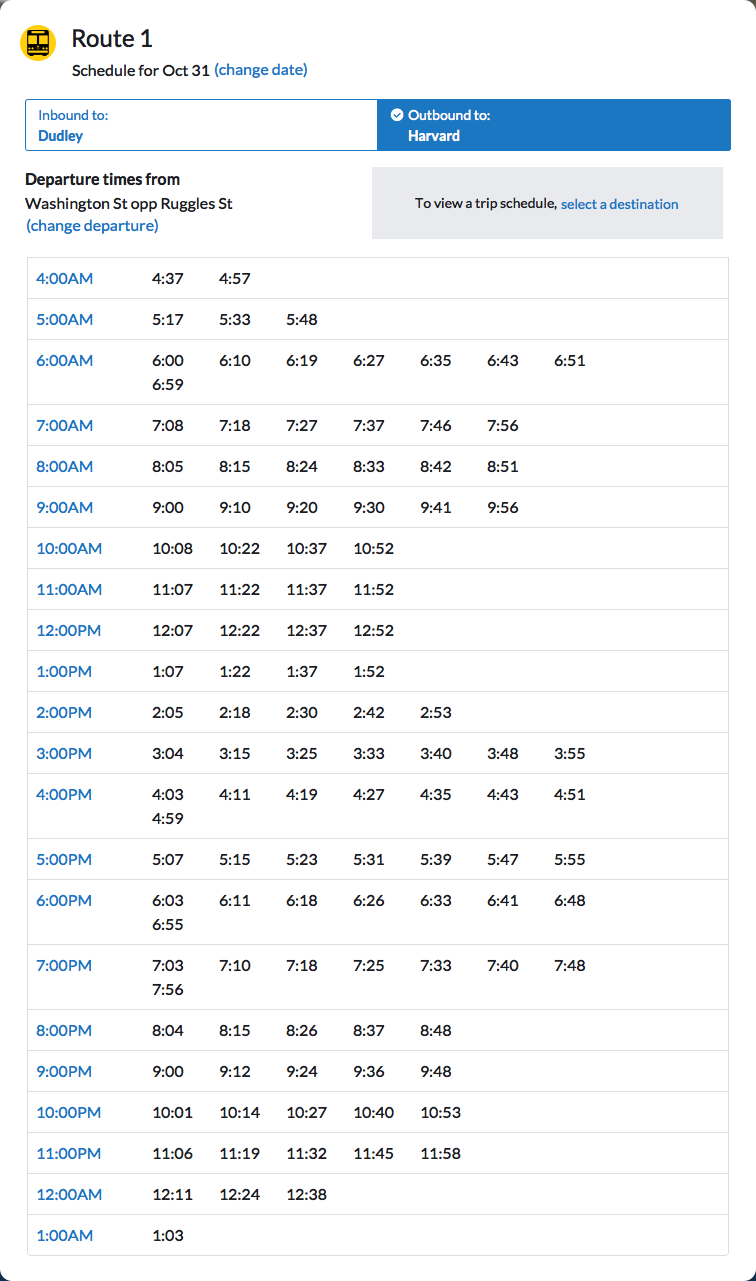 Route 1
Schedule for Oct 31 (change date)
Inbound to:
Dudley
Outbound to:
Harvard
Departure times from
Washington St opp Ruggles St
(change departure)
To view a trip schedule, select a destination
4:00AM 4:37 4:57
5:00AM 5:17 5:33 5:48
6:00AM 6:00 6:10 6:19 6:27 6:35 6:43 6:51
6:59
7:00AM 7:08 7:18 7:27 7:37 7:46 7:56
8:00AM 8:05 8:15 8:24 8:33 8:42 8:51
9:00AM 9:00 9:10 9:20 9:30 9:41 9:56
10:00AM 10:08 10:22 10:37 10:52
11:00AM 11:07 11:22 11:37 11:52
12:00PM 12:07 12:22 12:37 12:52
1:00PM 1:07 1:22 1:37 1:52
2:00PM 2:05 2:18 2:30 2:42 2:53
3:00PM 3:04 3:15 3:25 3:33 3:40 3:48 3:55
4:00PM 4:03 4:11 4:19 4:27 4:35 4:43 4:51
4:59
5:00PM 5:07 5:15 5:23 5:31 5:39 5:47 5:55
6:00PM 6:03 6:11 6:18 6:26 6:33 6:41 6:48
6:55
7:00PM 7:03 7:10 7:18 7:25 7:33 7:40 7:48
7:56
8:00PM 8:04 8:15 8:26 8:37 8:48
9:00PM 9:00 9:12 9:24 9:36 9:48
10:00PM 10:01 10:14 10:27 10:40 10:53
11:00PM 11:06 11:19 11:32 11:45 11:58
12:00AM 12:11 12:24 12:38
1:00AM 1:03